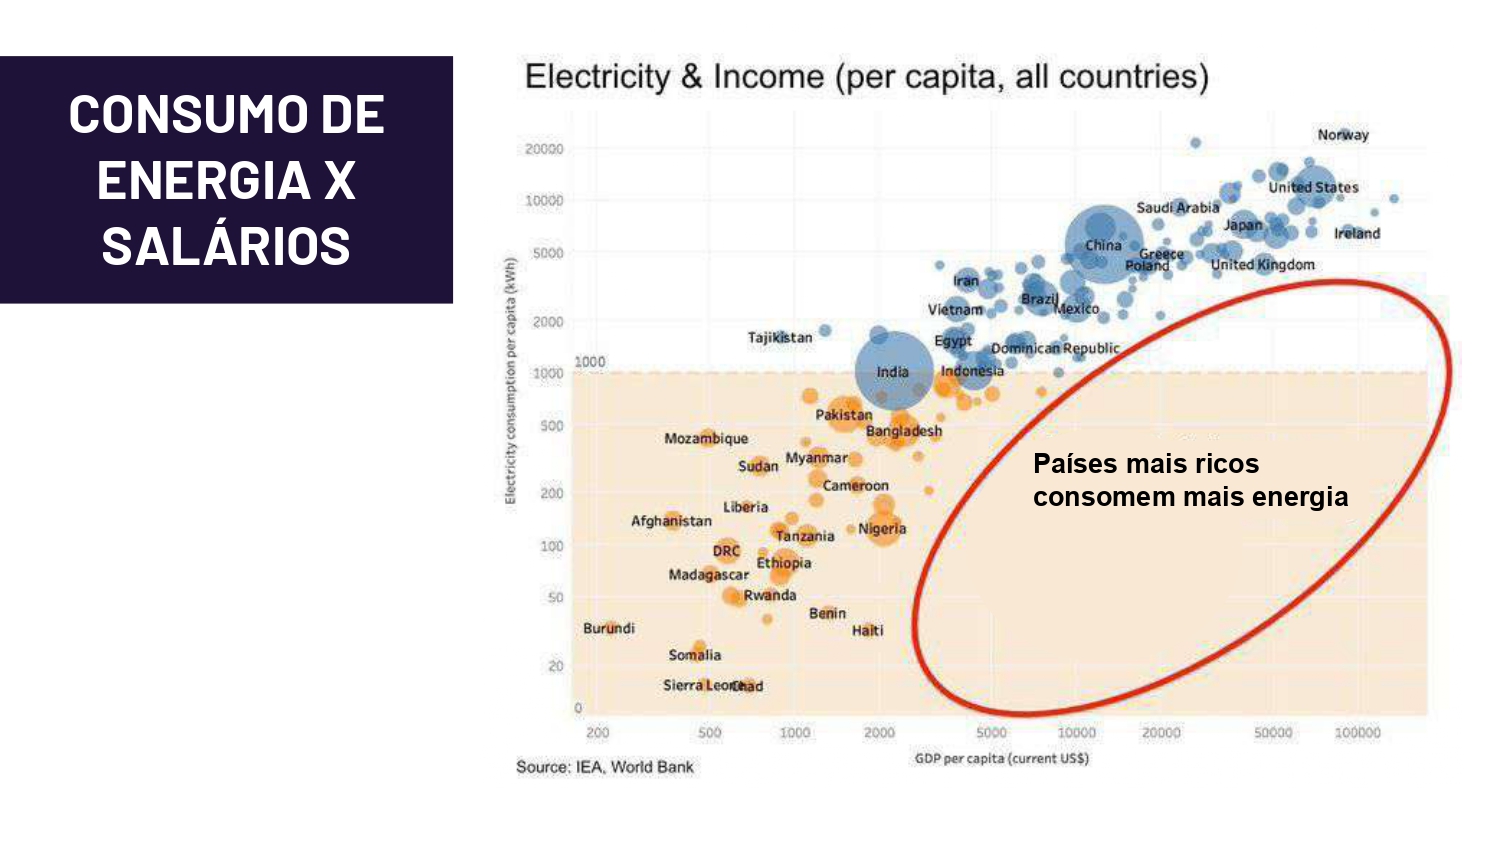 CONSUMO DE
ENERGIA X
SALÁRIOS
Electricity & Income (per capita, all countries)
Norway
20000
United States
10000
Saudi Arabia
Japan
Ireland
China
5000
Greece
Poland
United Kingdom
Iran
Brazil
Vietnam
Mexico
2000
Tajikistan
Egypt
Dominican Republic
1000
1000
India
Indonesia
Pakistan
500
Bangladesh
Mozambique
Myanmar
Sudan
Países mais ricos
consomem mais energia
Cameroon
200
Liberia
Afghanistan
Nigeria
Tanzania
100
DRC
Ethiopia
Madagascar
50
Rwanda
Benin
Burundi
Haiti
Somalia
20
Sierra Leone
Chad
0
Electricity consumption per capita (kWh)
200 500 1000 2000 5000 10000 20000 50000 100000
GDP per capita (current US$)
Source: IEA, World Bank